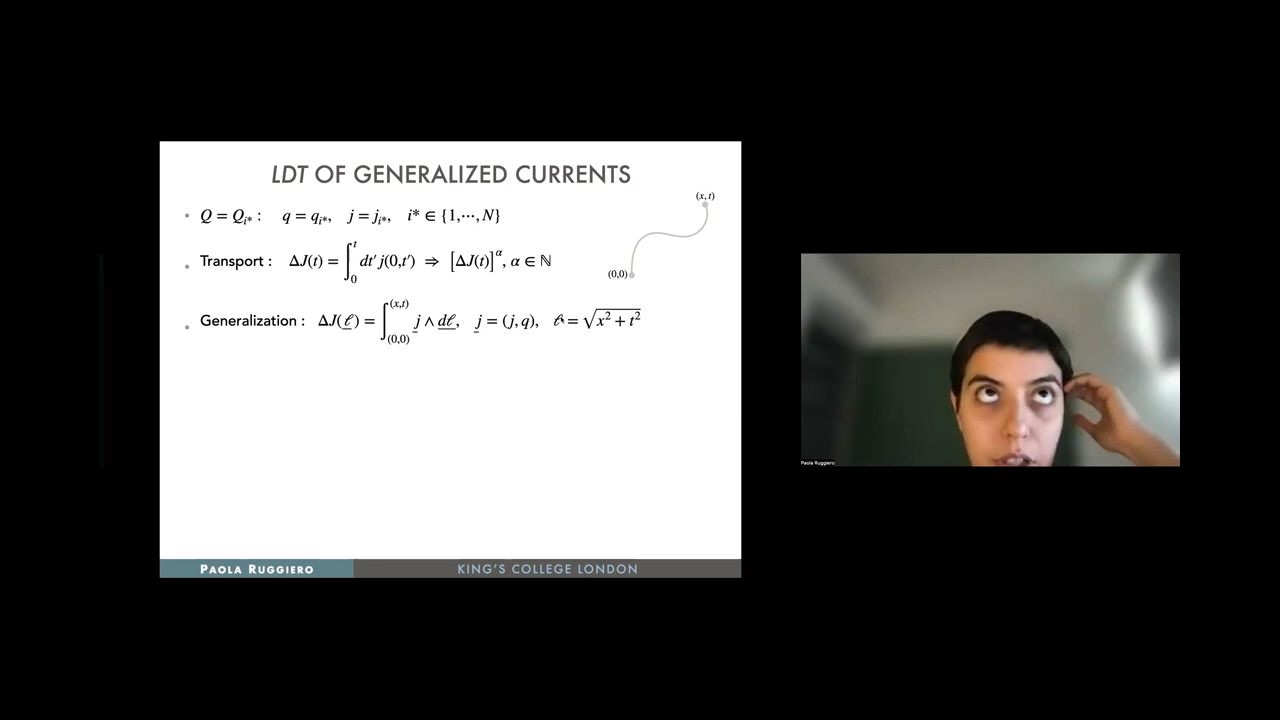 LDT OF GENERALIZED CURRENTS
(x, t)
• Q = Q_{i*} : q = q_{i*}, j = j_{i*}, i* ∈ {1,⋯,N}
• Transport : ΔJ(t) = ∫_0^t dt′j(0,t′) ⇒ [ΔJ(t)]^α, α ∈ ℕ
(0,0)
• Generalization : ΔJ(ℓ) = ∫_{(0,0)}^{(x,t)} j ∧ dℓ, j = (j, q), ℓ = √(x² + t²)
Paola Ruggiero
PAOLA RUGGIERO KING'S COLLEGE LONDON